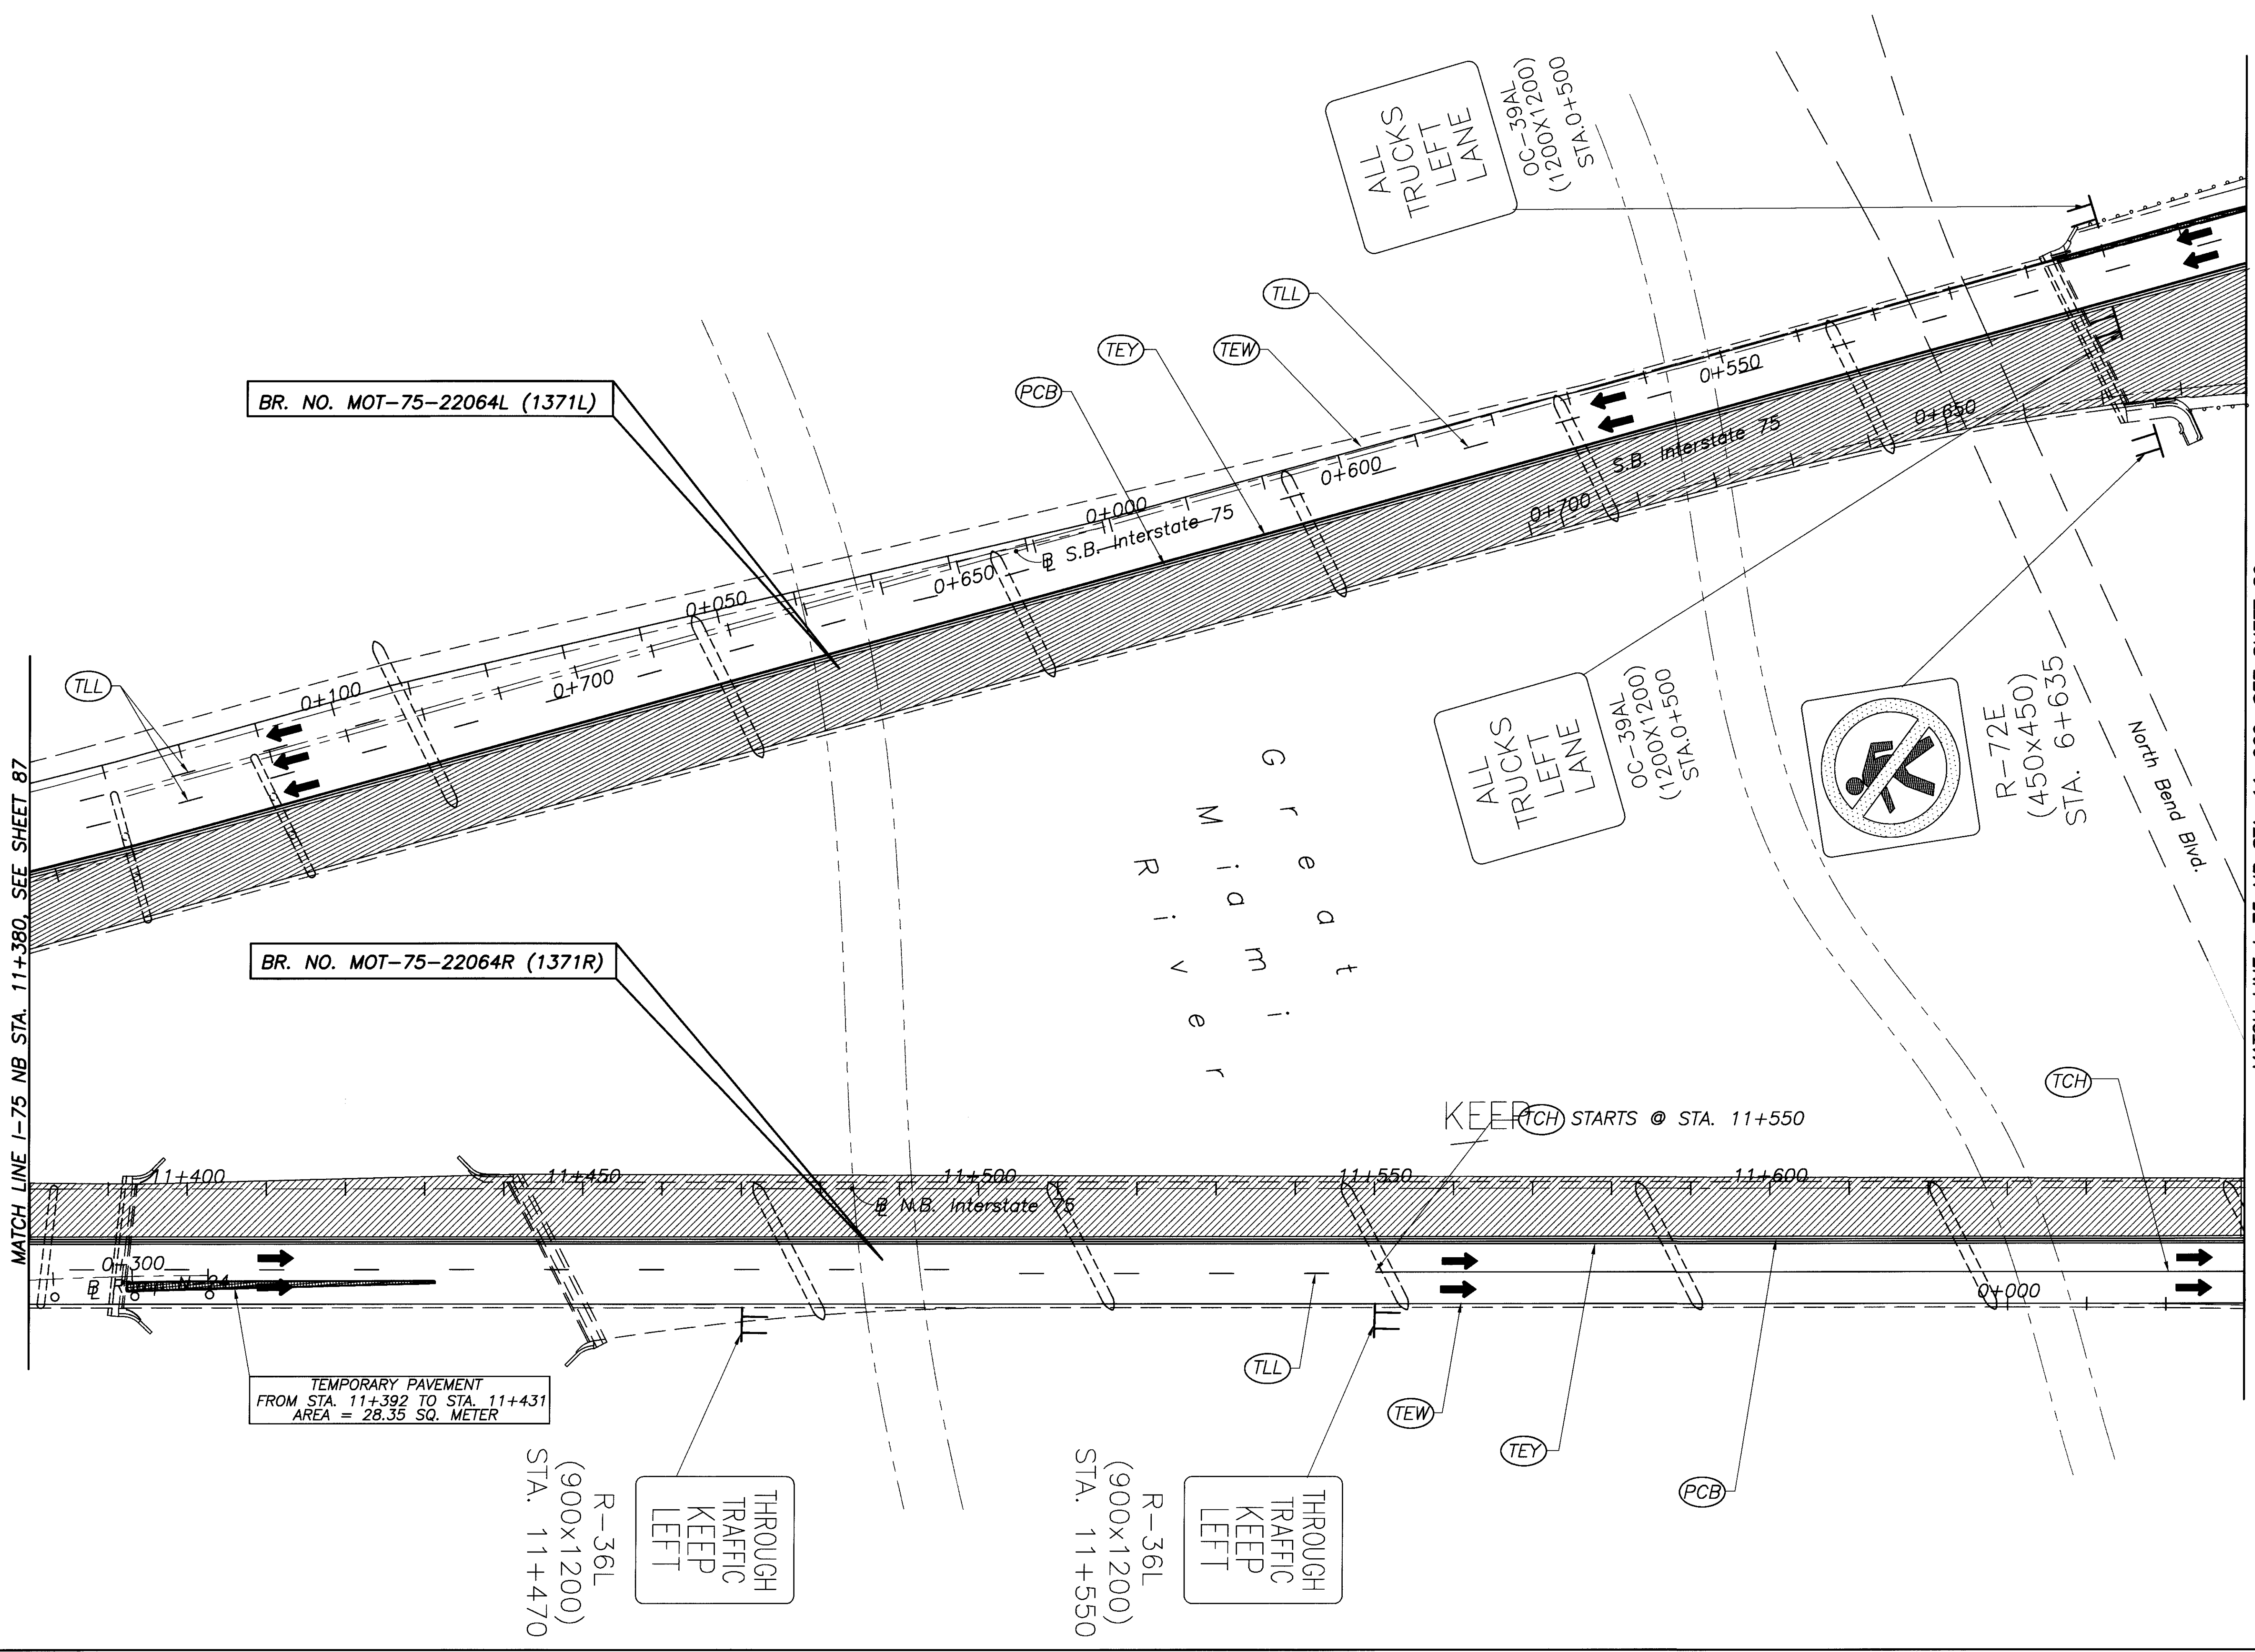 ALL
TRUCKS
LEFT
LANE
OC-39AL
(1200X1200)
STA.0+500
TLL
TEY
TEW
PCB
BR. NO. MOT-75-22064L (1371L)
0+550
0+650
S.B. Interstate 75
0+600
0+700
0+000
B S.B. Interstate 75
0+650
0+050
0+700
0+100
TLL
MATCH LINE I-75 NB STA. 11+380, SEE SHEET 87
ALL
TRUCKS
LEFT
LANE
OC-39AL
(1200X1200)
STA.0+500
R-72E
(450x450)
STA. 6+635
North Bend Blvd.
Great
Miami
River
BR. NO. MOT-75-22064R (1371R)
TCH
KEEP
TCH STARTS @ STA. 11+550
11+400
11+450
11+500
11+550
11+600
B N.B. Interstate 75
0+300
0+000
TEMPORARY PAVEMENT
FROM STA. 11+392 TO STA. 11+431
AREA = 28.35 SQ. METER
TLL
TEW
TEY
PCB
THROUGH
TRAFFIC
KEEP
LEFT
R-36L
(900x1200)
STA. 11+470
THROUGH
TRAFFIC
KEEP
LEFT
R-36L
(900x1200)
STA. 11+550